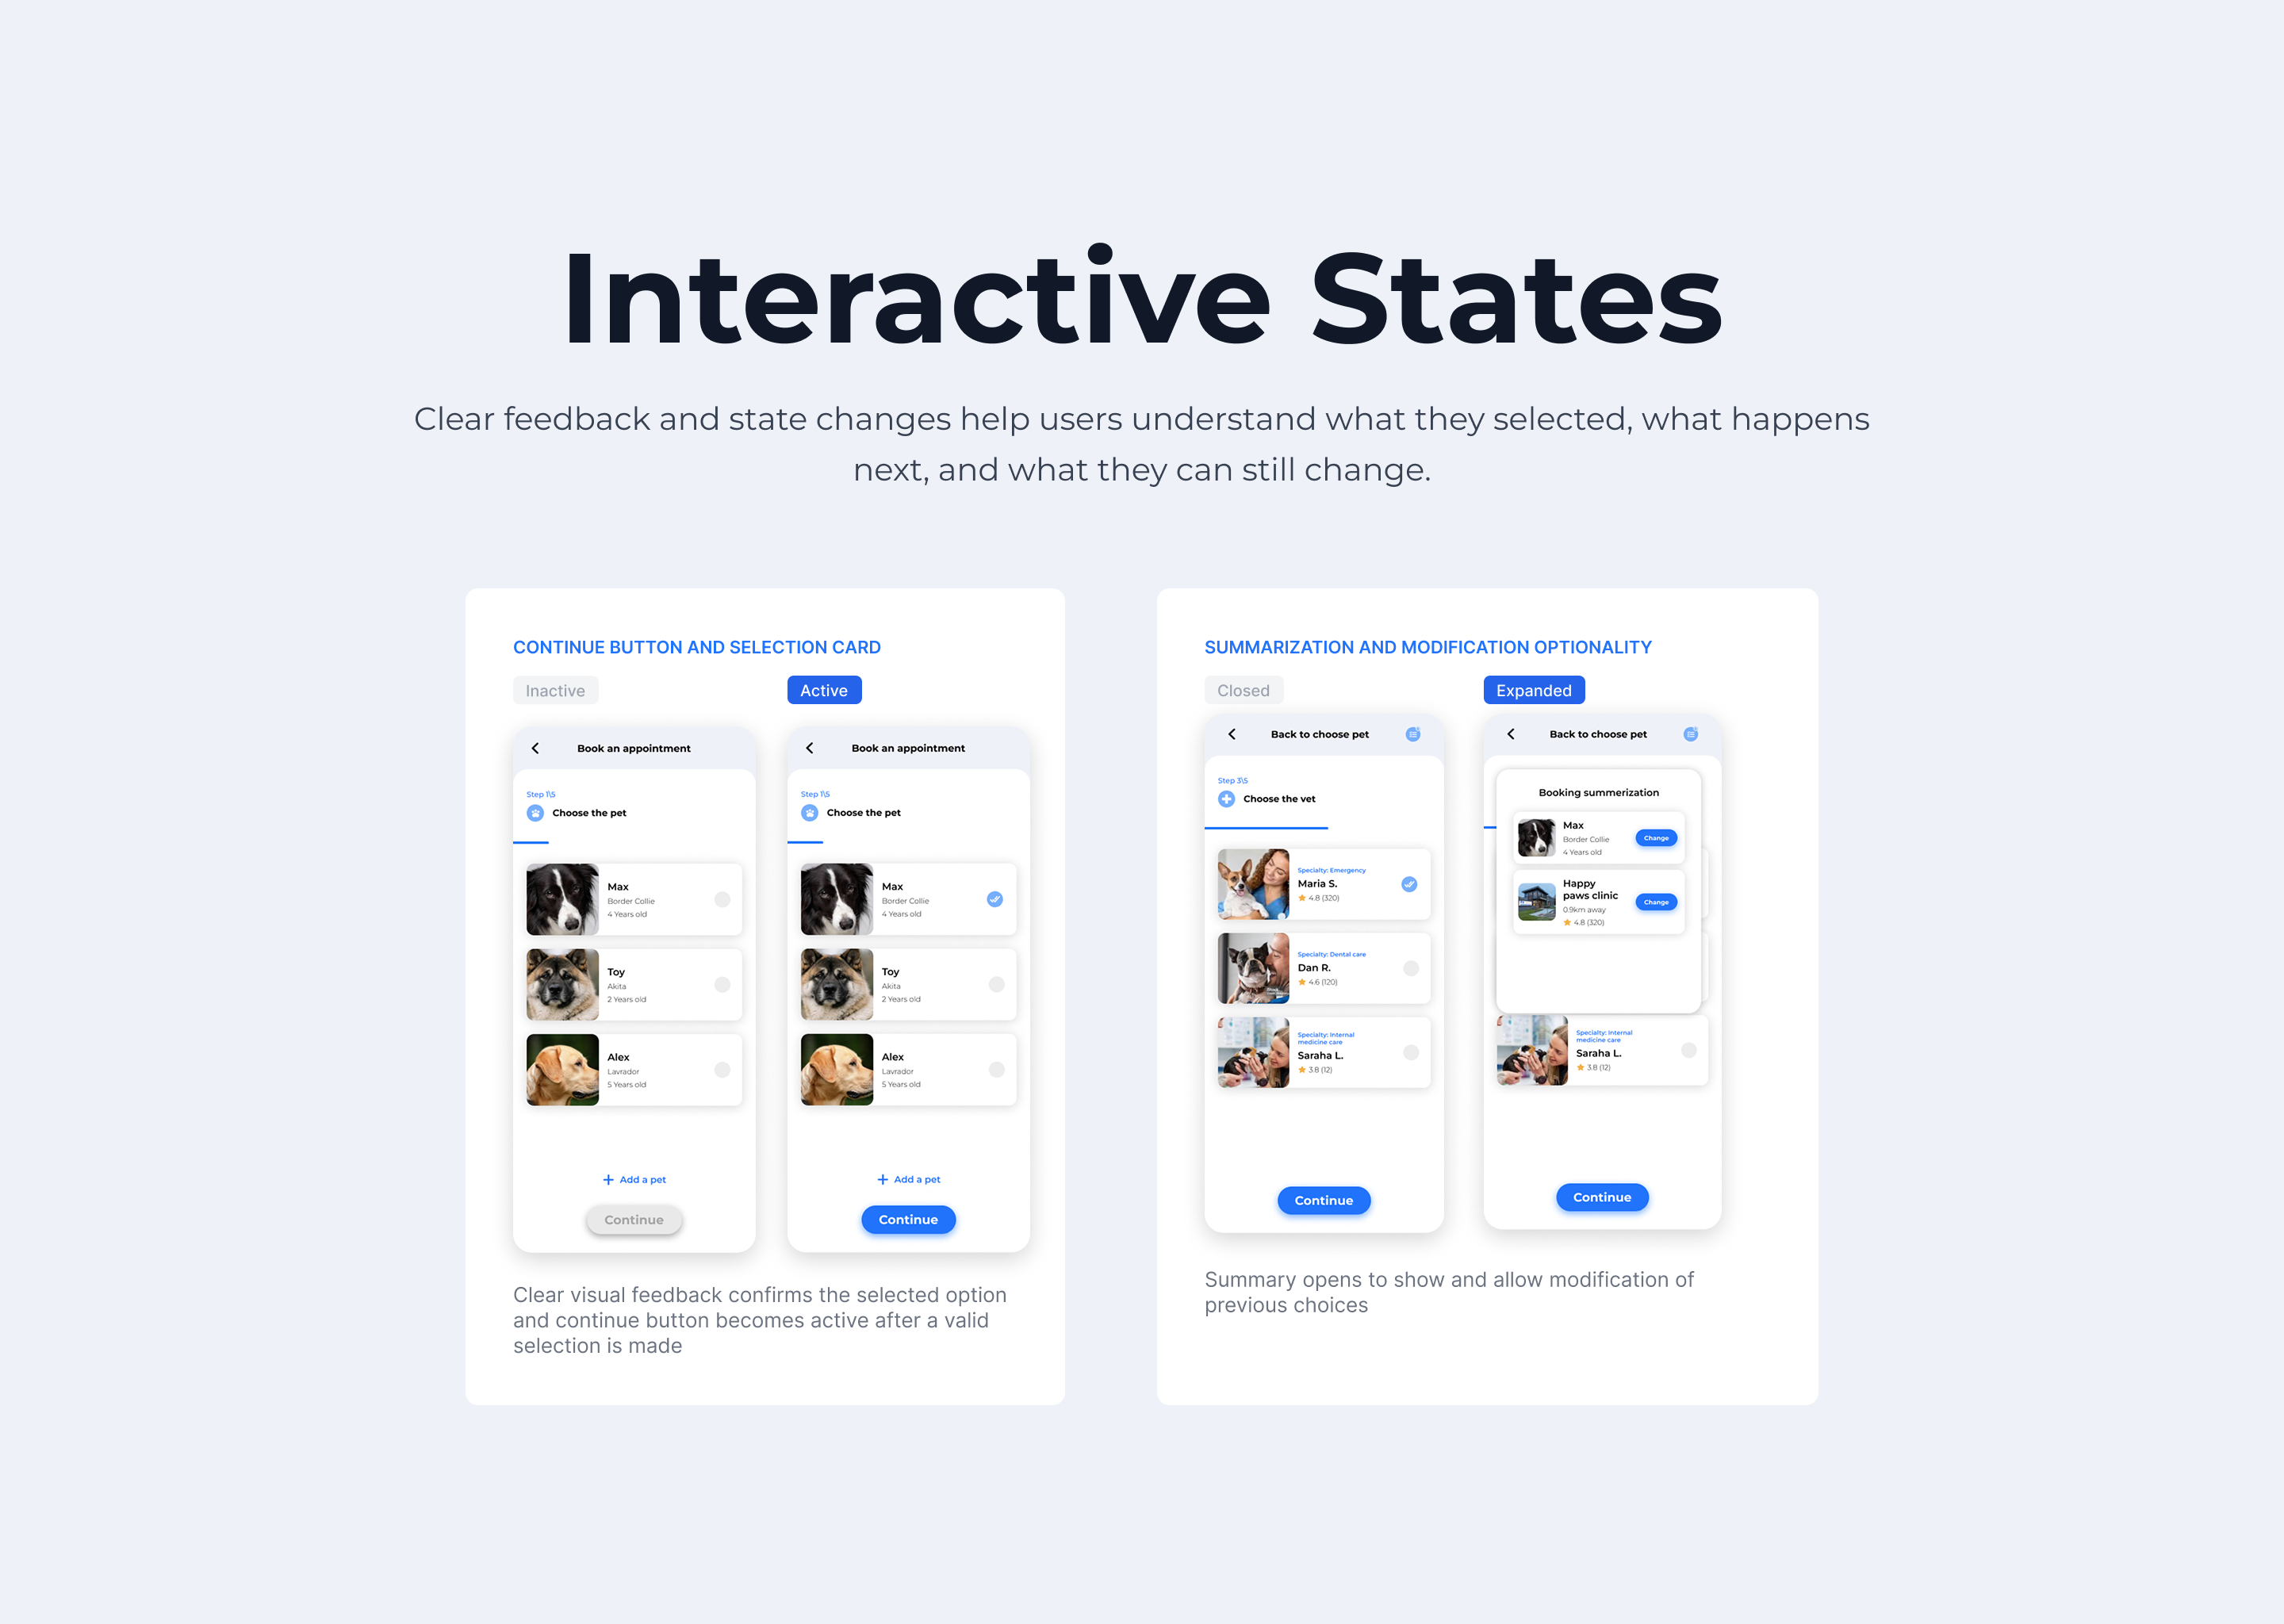 Interactive States
Clear feedback and state changes help users understand what they selected, what happens
next, and what they can still change.
CONTINUE BUTTON AND SELECTION CARD
Inactive
Active
Book an appointment
Step 1\5
Choose the pet
Max
Border Collie
4 Years old
Toy
Akita
2 Years old
Alex
Lavrador
5 Years old
+ Add a pet
Continue
Book an appointment
Step 1\5
Choose the pet
Max
Border Collie
4 Years old
Toy
Akita
2 Years old
Alex
Lavrador
5 Years old
+ Add a pet
Continue
Clear visual feedback confirms the selected option
and continue button becomes active after a valid
selection is made
SUMMARIZATION AND MODIFICATION OPTIONALITY
Closed
Expanded
Back to choose pet
Step 3\5
Choose the vet
Specialty: Emergency
Maria S.
4.8 (320)
Specialty: Dental care
Dan R.
4.6 (120)
Specialty: Internal
medicine care
Saraha L.
3.8 (12)
Continue
Back to choose pet
Booking summerization
Max
Border Collie
4 Years old
Change
Happy
paws clinic
0.9km away
4.8 (320)
Change
Specialty: Internal
medicine care
Saraha L.
3.8 (12)
Continue
Summary opens to show and allow modification of
previous choices